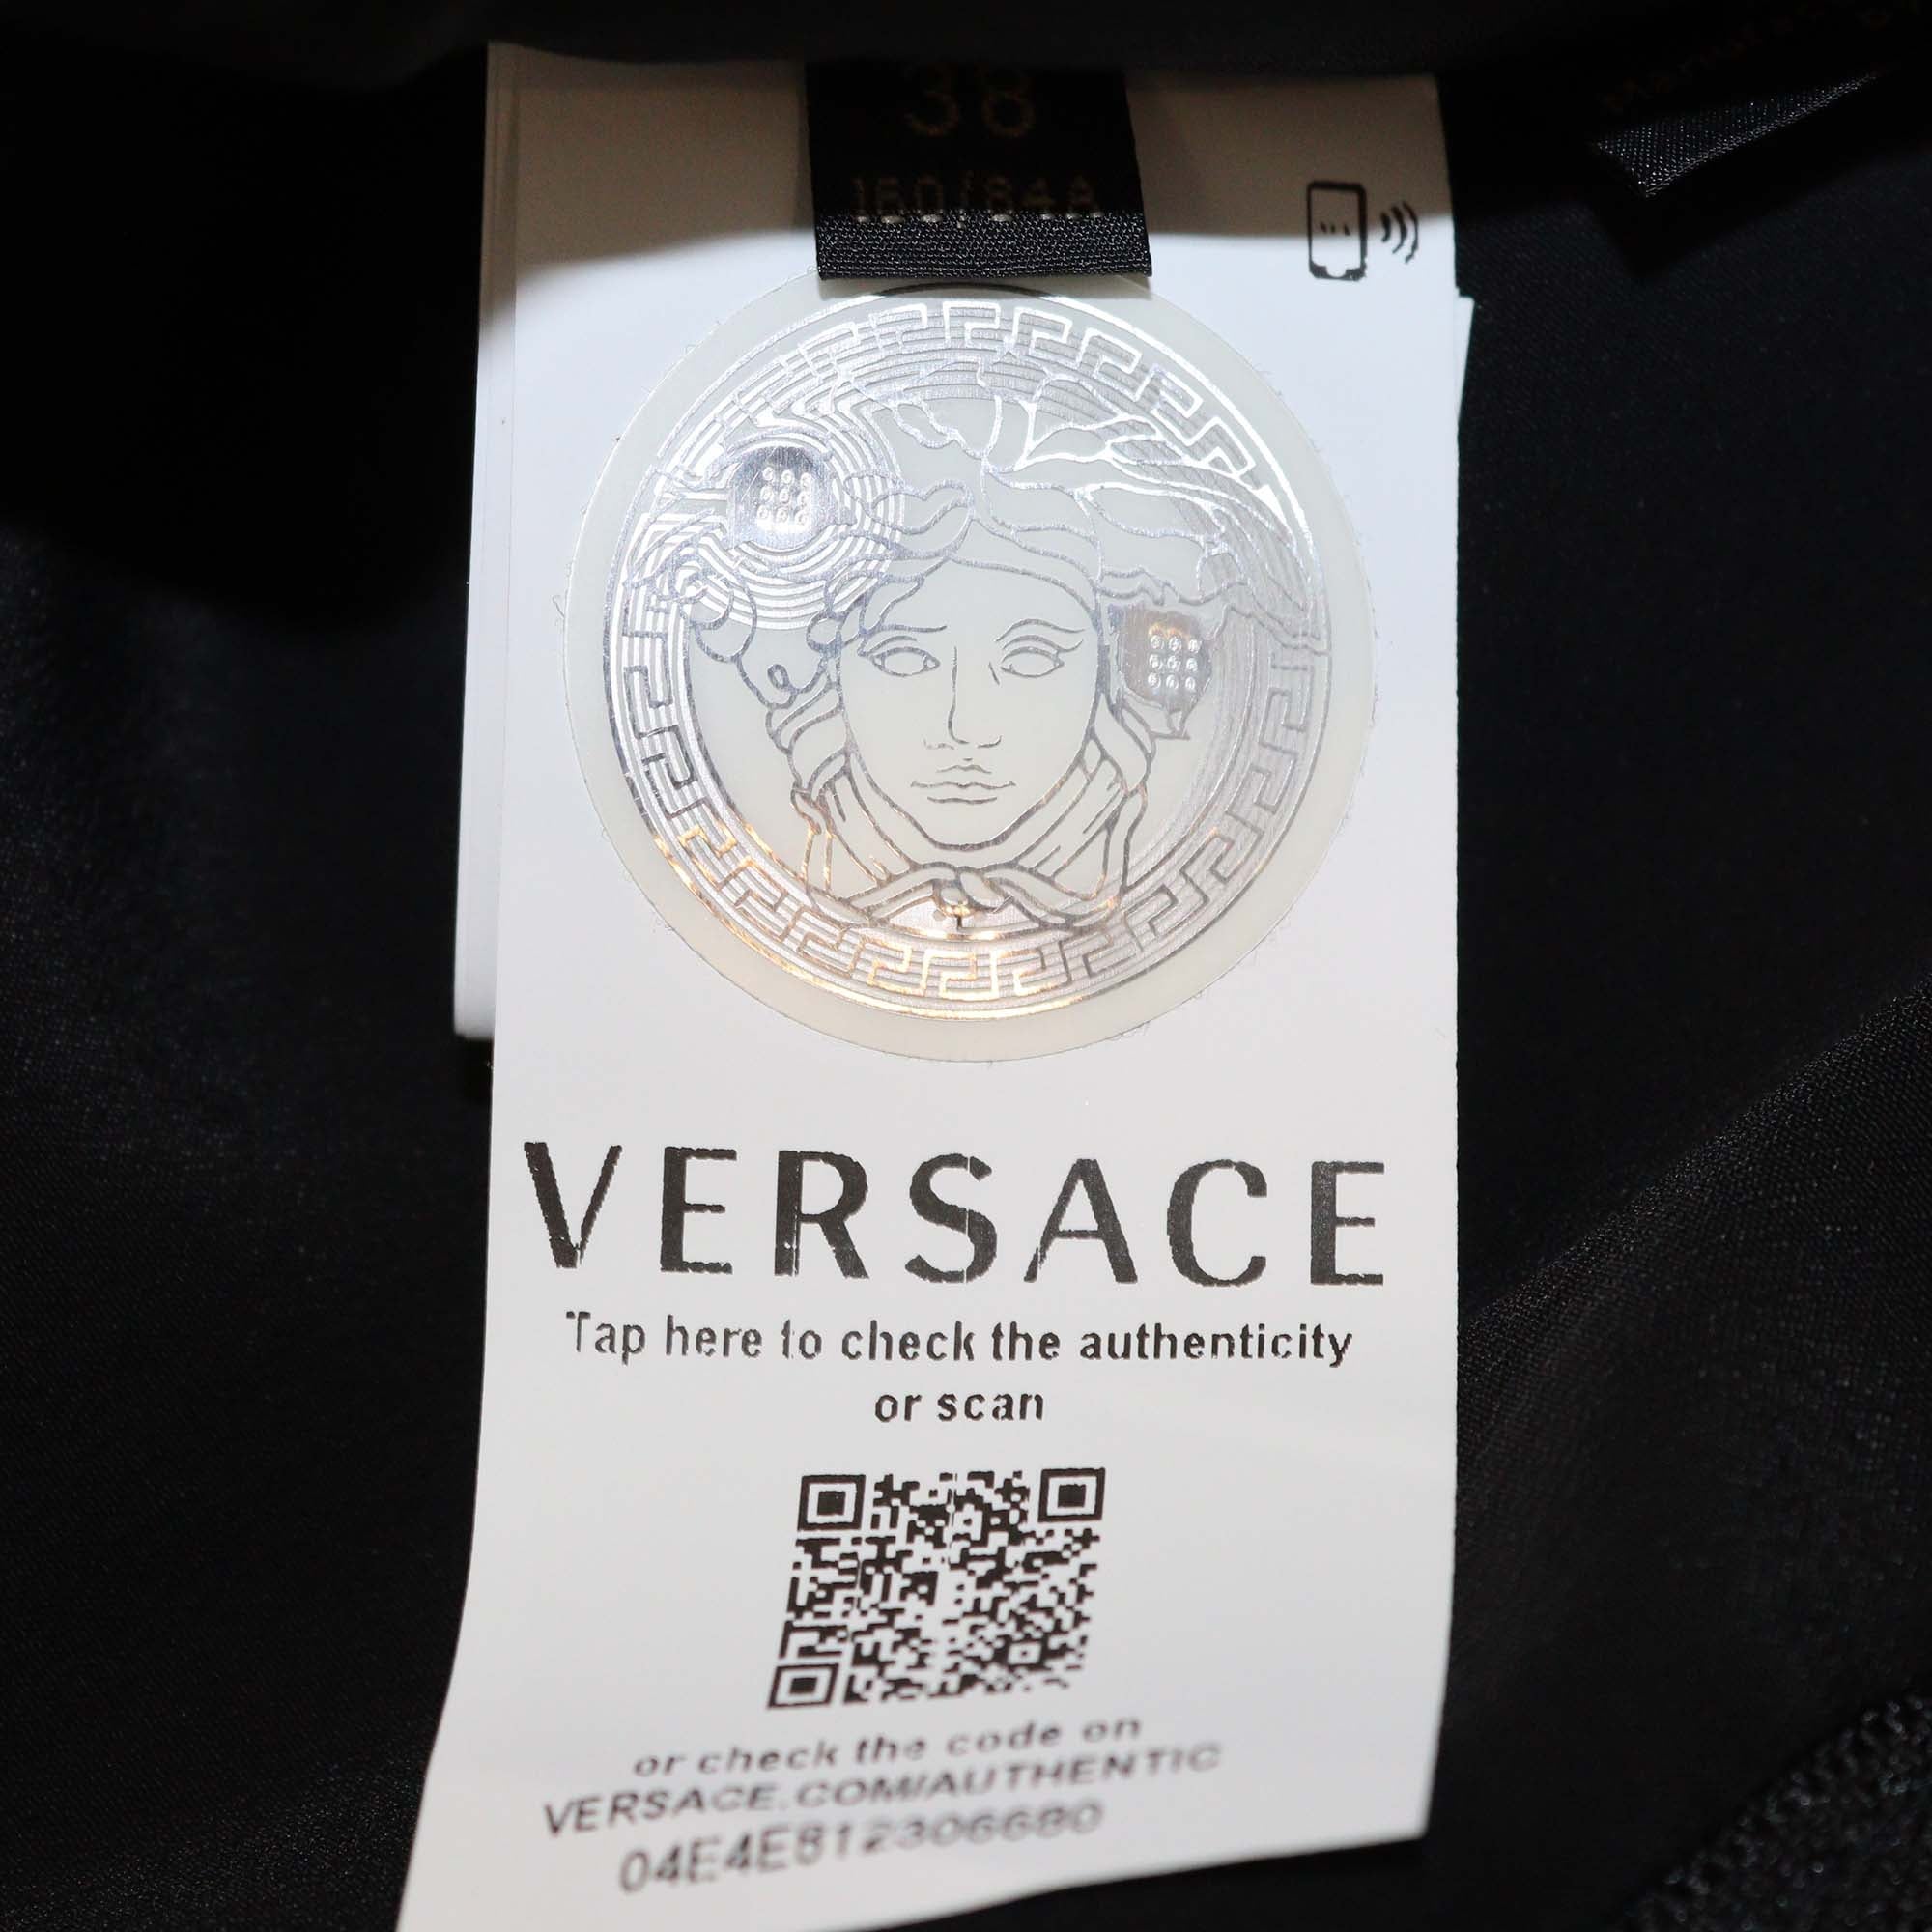 38
160/84A
VERSACE
Tap here to check the authenticity
or scan
or check the code on
VERSACE.COM/AUTHENTIC
04E4E812306680